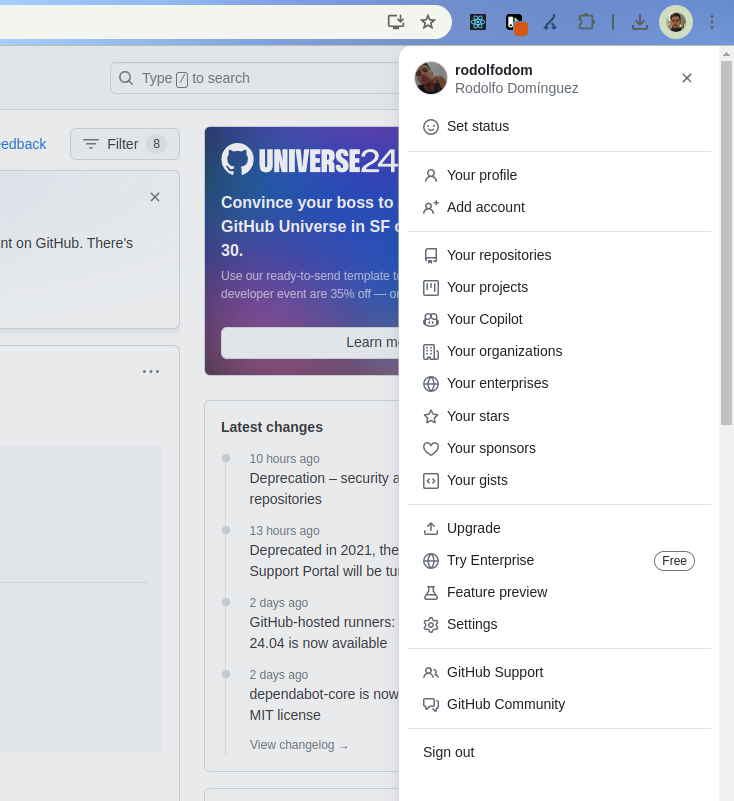 Type / to search
edback
Filter 8
nt on GitHub. There's
UNIVERSE24
Convince your boss to
GitHub Universe in SF
30.
Use our ready-to-send template
developer event are 35% off —
Learn
Latest changes
10 hours ago
Deprecation – security
repositories
13 hours ago
Deprecated in 2021, the
Support Portal will be
2 days ago
GitHub-hosted runners:
24.04 is now available
2 days ago
dependabot-core is now
MIT license
View changelog →
rodolfodom
Rodolfo Domínguez
Set status
Your profile
Add account
Your repositories
Your projects
Your Copilot
Your organizations
Your enterprises
Your stars
Your sponsors
Your gists
Upgrade
Try Enterprise Free
Feature preview
Settings
GitHub Support
GitHub Community
Sign out